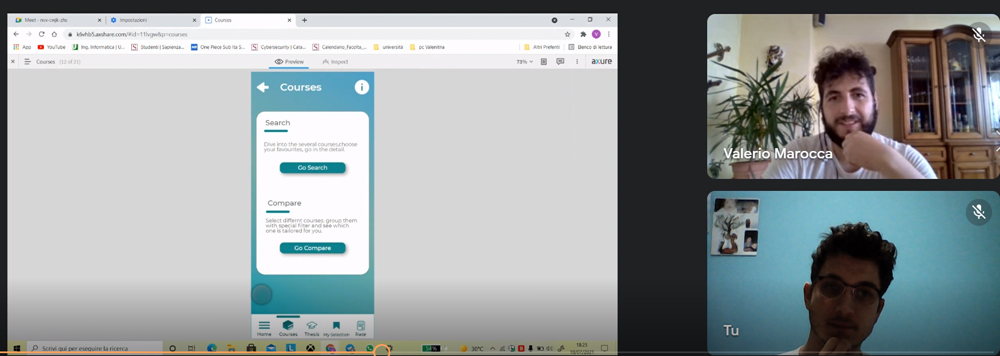 Meet - nvx-cwjk-zhs
Impostazioni
Courses
k6vhb5.axshare.com/#id=11lvgw&p=courses
V
App
YouTube
Ing. Informatica | U...
Studenti | Sapienza...
One Piece Sub Ita S...
Cybersecurity | Cata...
Calendario_Facolta_...
università
pc Valenitna
Altri Preferiti
Elenco di lettura
Courses (12 of 21)
Preview
Inspect
73%
axure
Courses
i
Search
Dive into the several courses,choose
your favourites, go in the detail.
Go Search
Compare
Select differnt courses, group them
with special filter and see which
one is tailored for you.
Go Compare
Home
Courses
Thesis
My Selection
Rate
Scrivi qui per eseguire la ricerca
54%
30°C
18:23
10/07/2021
Valerio Marocca
Tu